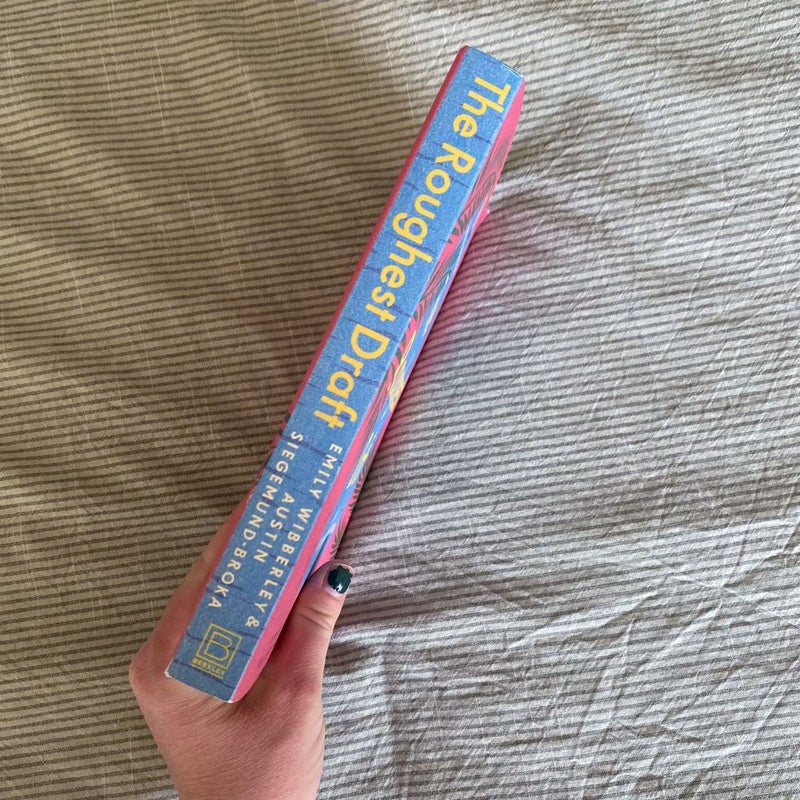 The Roughest Draft
EMILY WIBBERLEY &
AUSTIN
SIEGEMUND-BROKA
B
BERKLEY